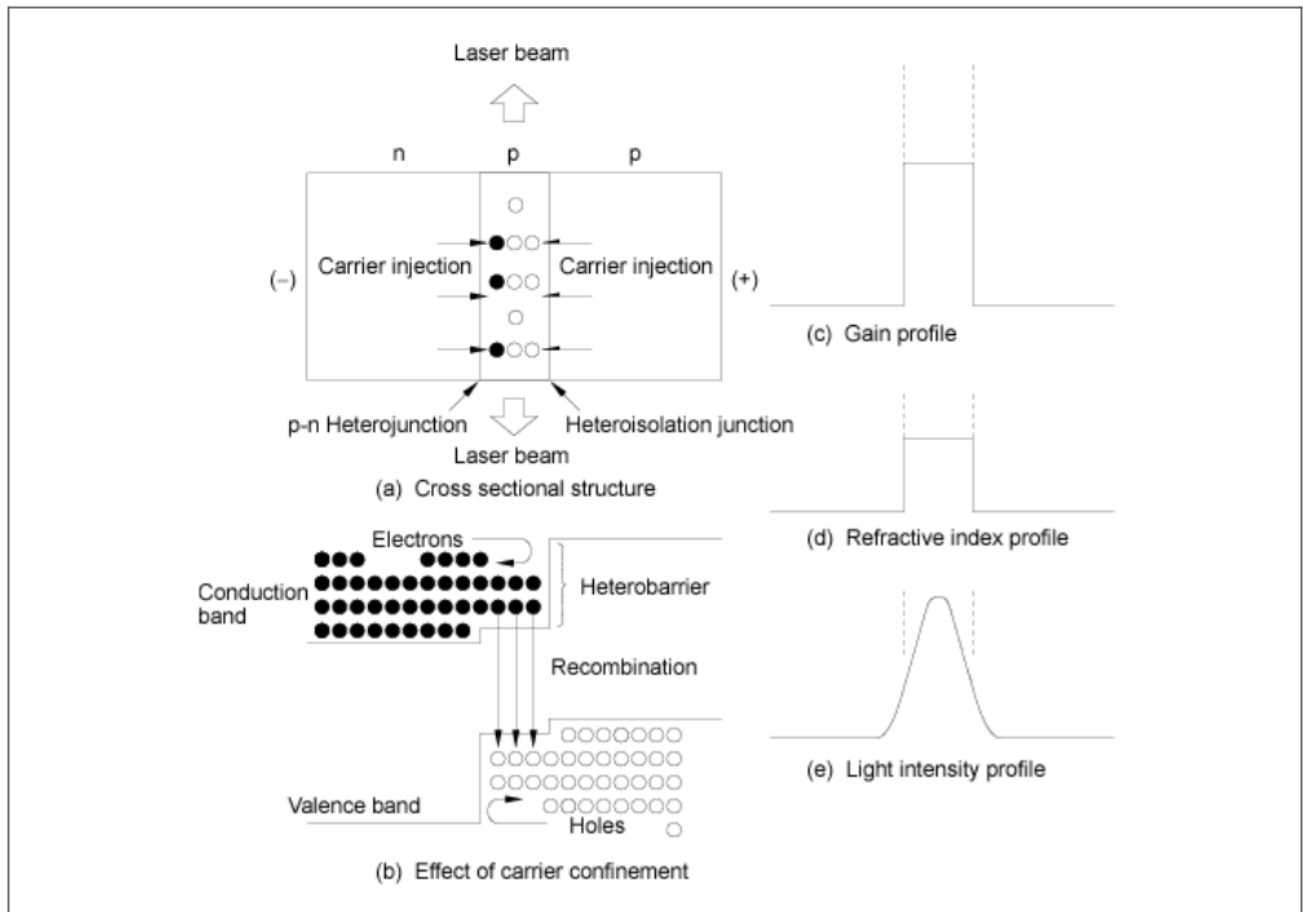 Laser beam
n p p
Carrier injection Carrier injection
(–) (+)
p-n Heterojunction Heteroisolation junction
Laser beam
(a) Cross sectional structure
Electrons
Conduction
band
Heterobarrier
Recombination
Valence band
Holes
(b) Effect of carrier confinement
(c) Gain profile
(d) Refractive index profile
(e) Light intensity profile